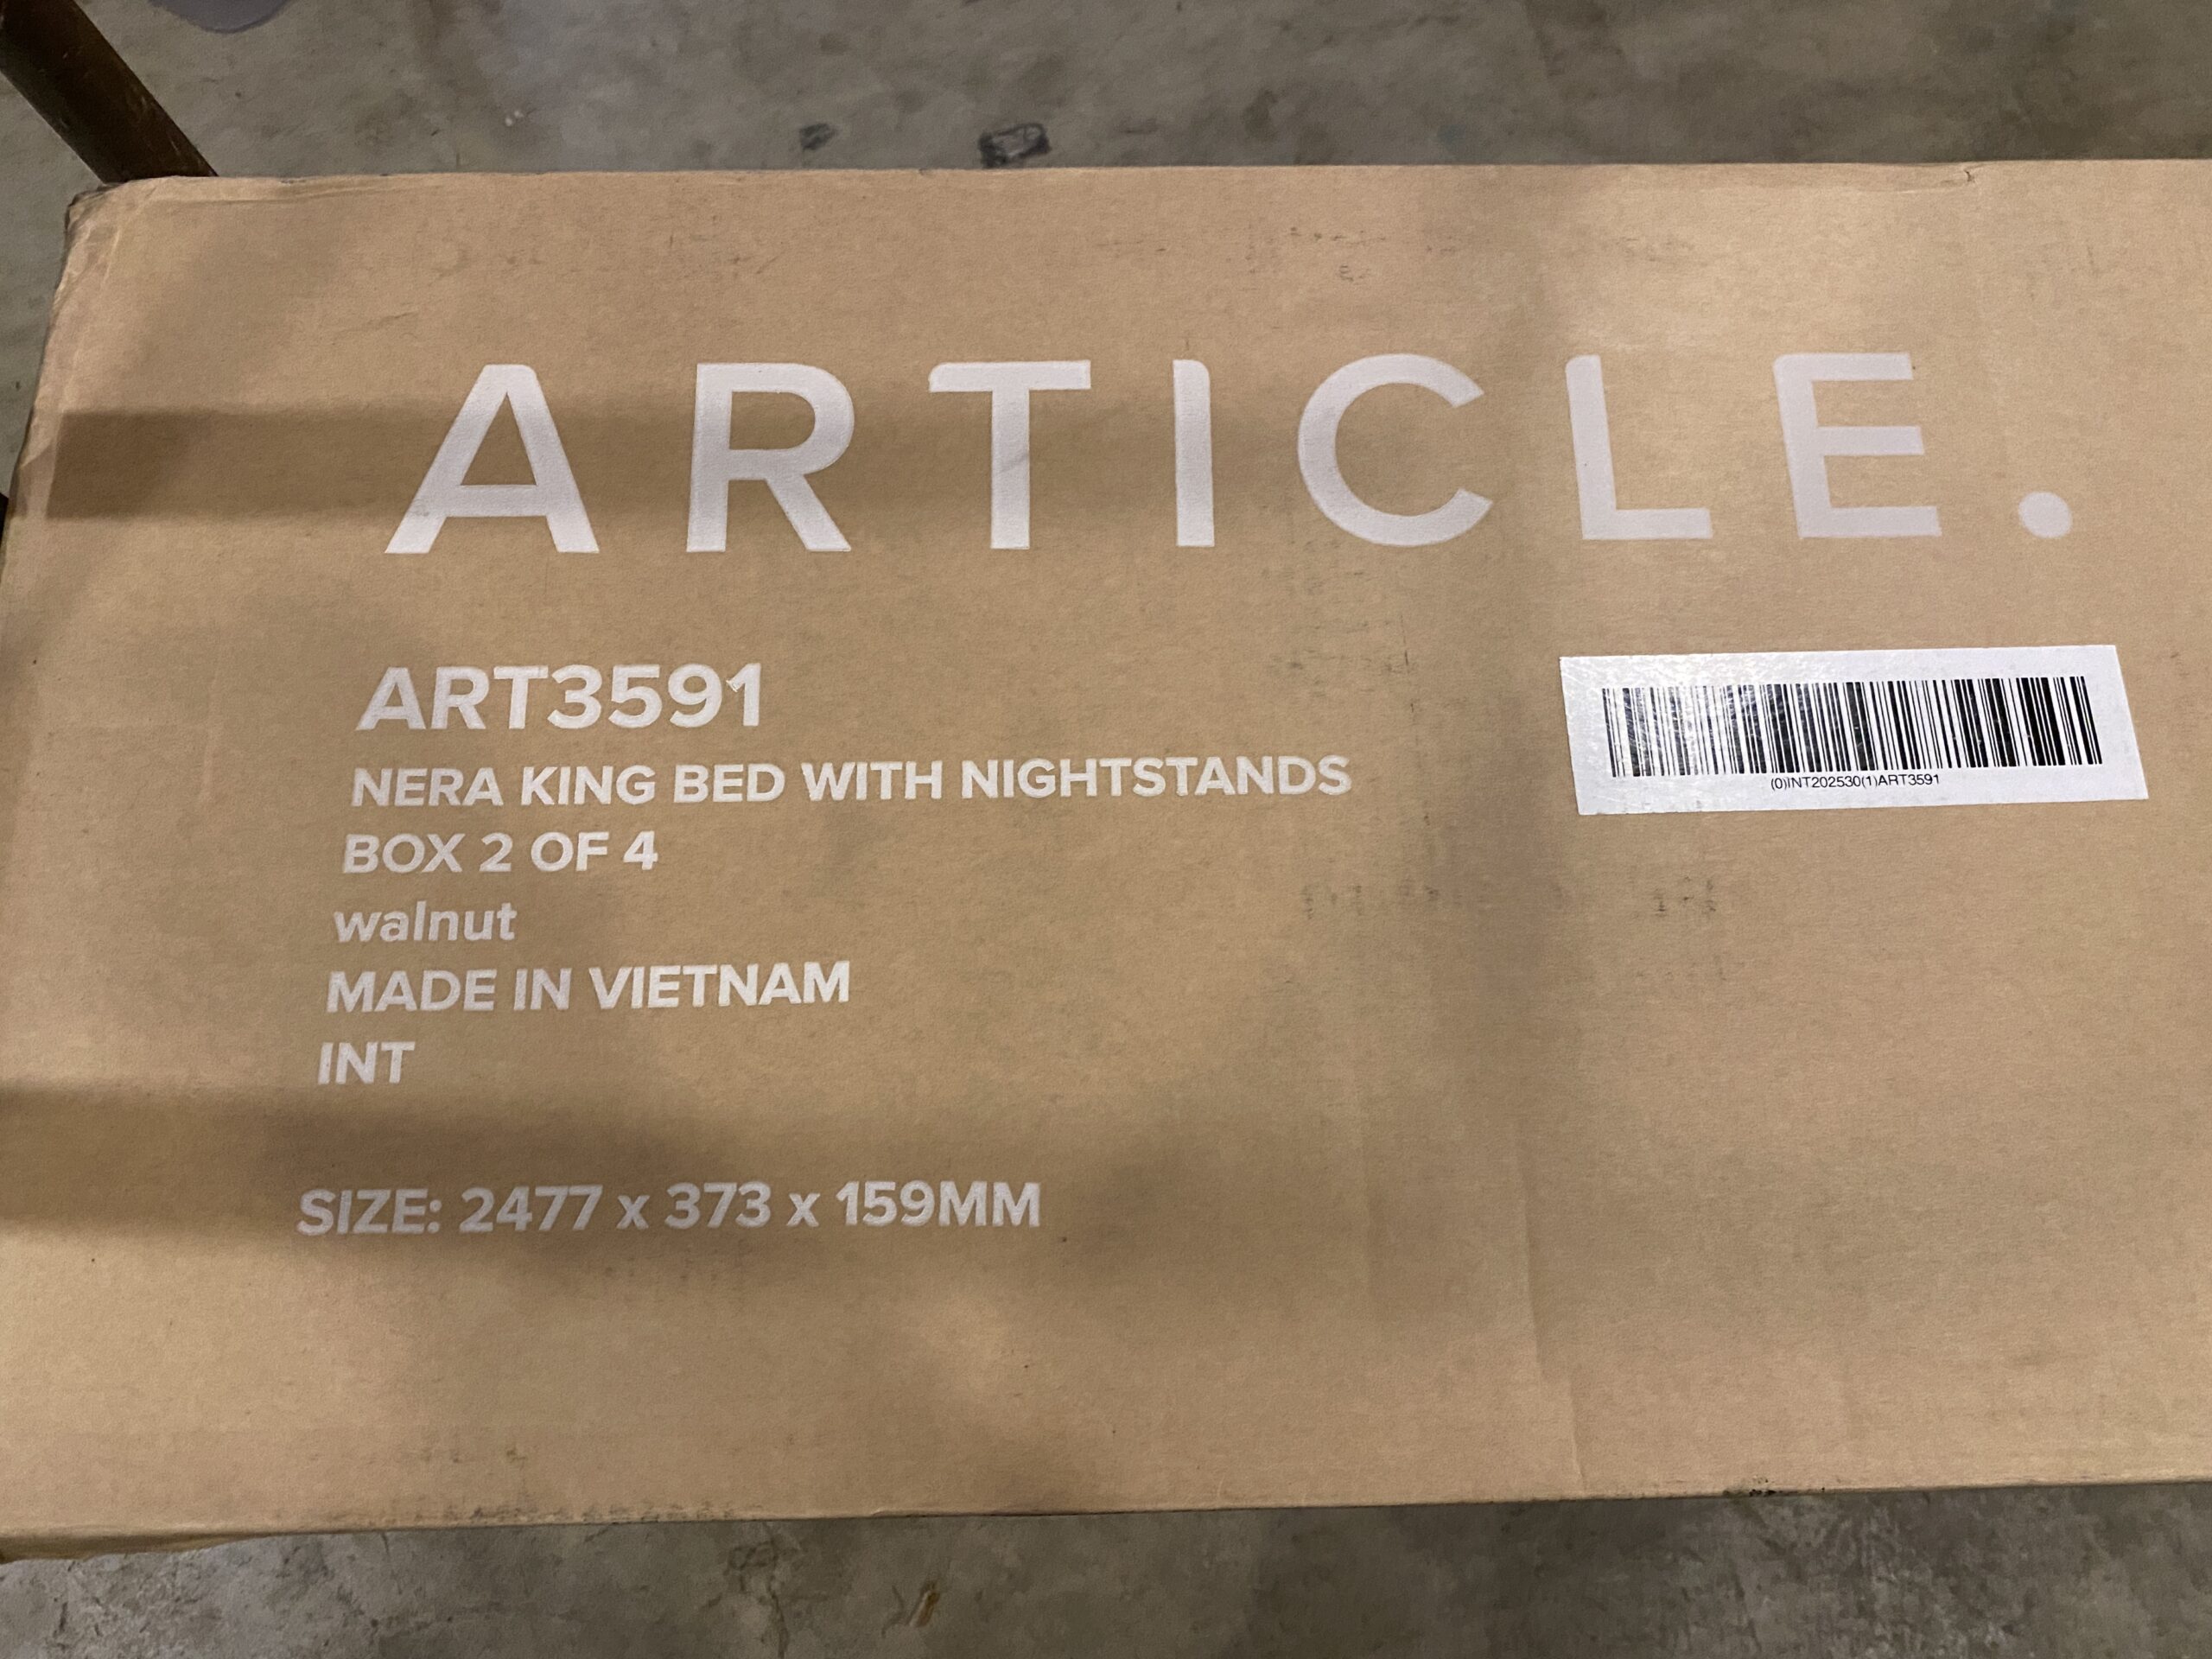 ARTICLE.
ART3591
NERA KING BED WITH NIGHTSTANDS
BOX 2 OF 4
walnut
MADE IN VIETNAM
INT
SIZE: 2477 x 373 x 159MM
(0)INT202530(1)ART3591